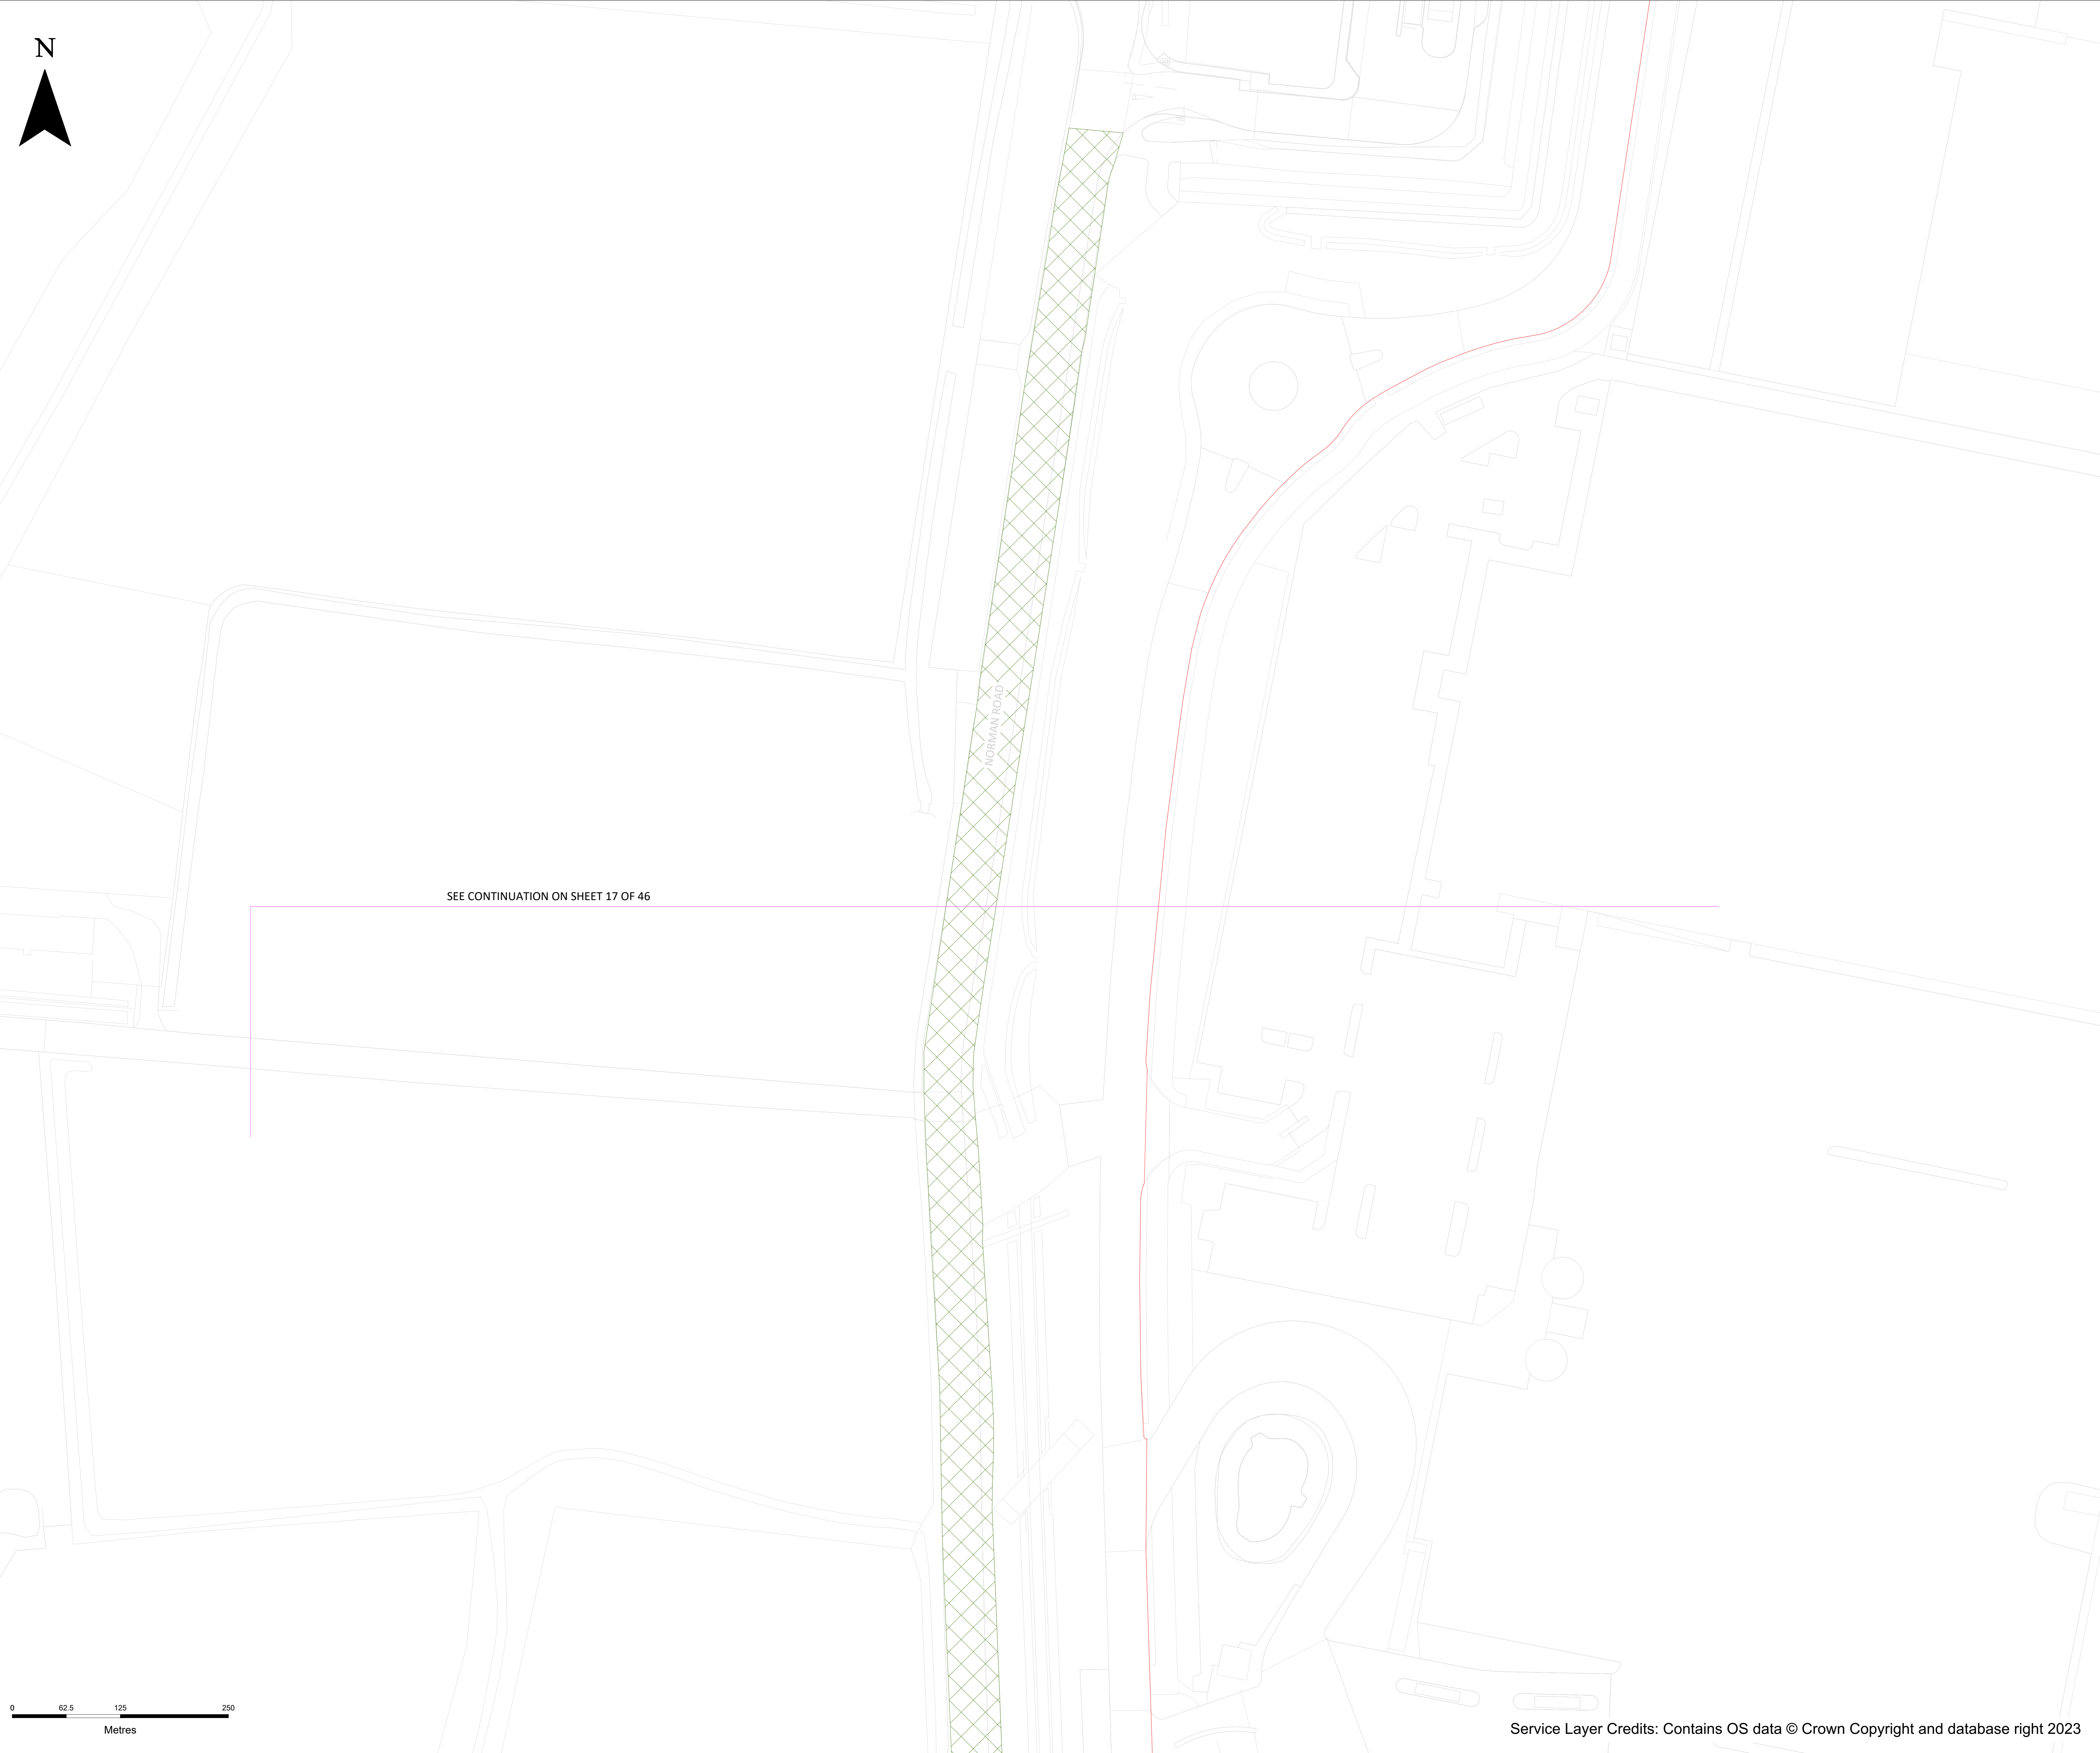 N
NORMAN ROAD
SEE CONTINUATION ON SHEET 17 OF 46
0 62.5 125 250
Metres
Service Layer Credits: Contains OS data © Crown Copyright and database right 2023